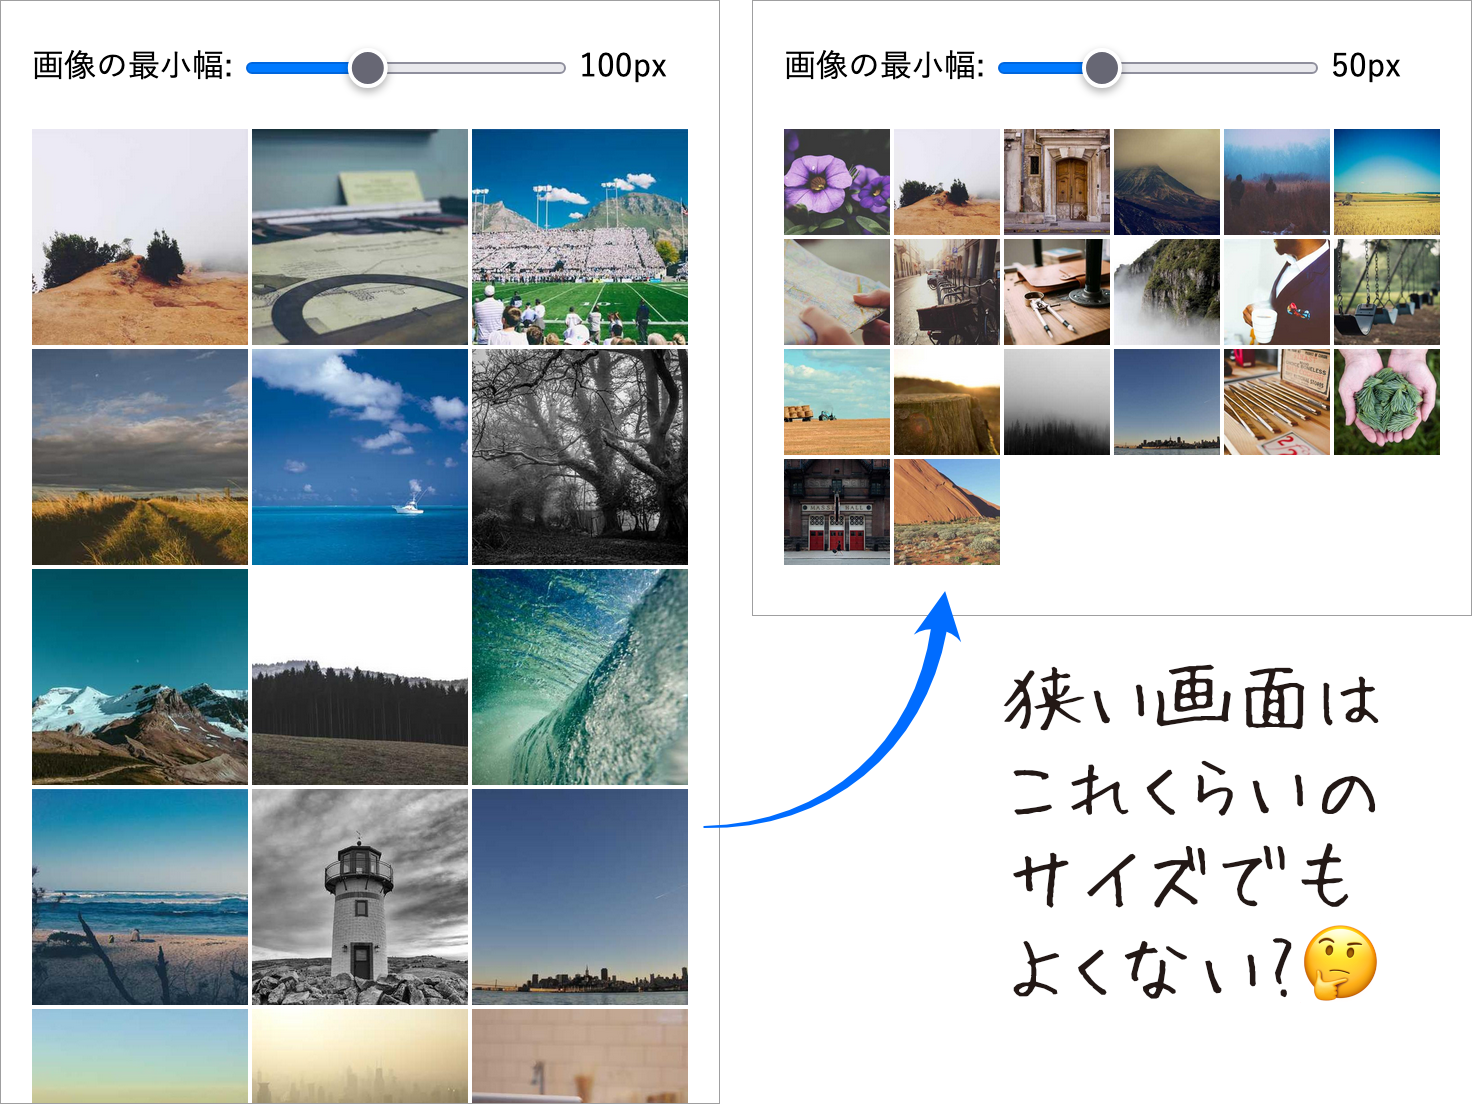 画像の最小幅: 100px
画像の最小幅: 50px
狭い画面は
これくらいの
サイズでも
よくない?🤔